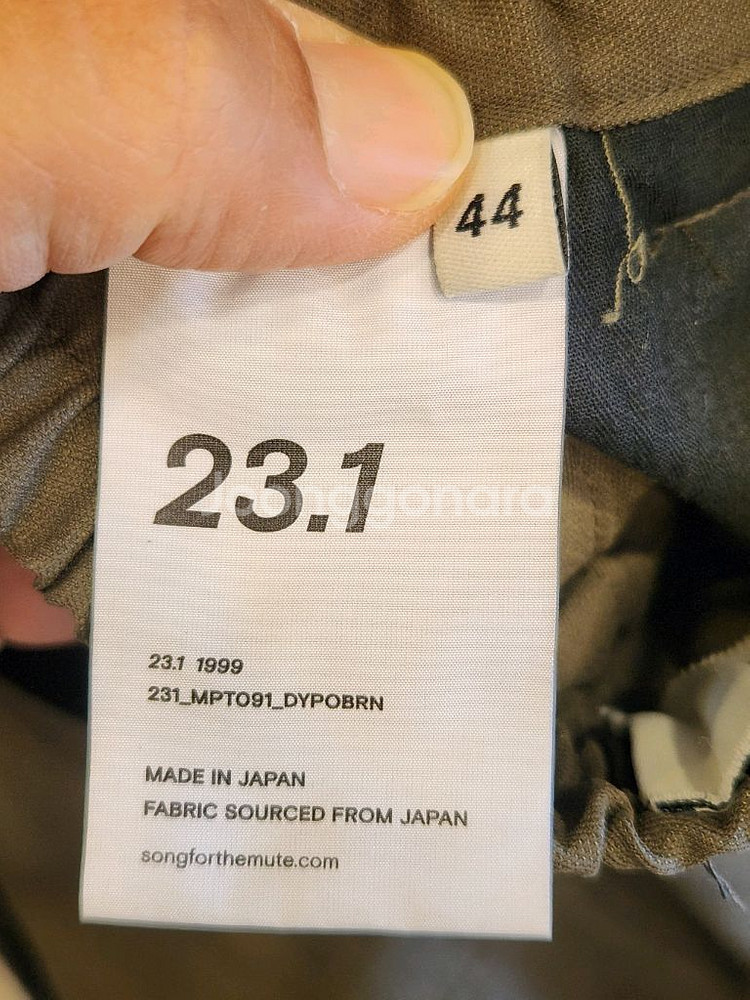 44
23.1
23.1 1999
231_MPT091_DYPOBRN
MADE IN JAPAN
FABRIC SOURCED FROM JAPAN
songforthemute.com